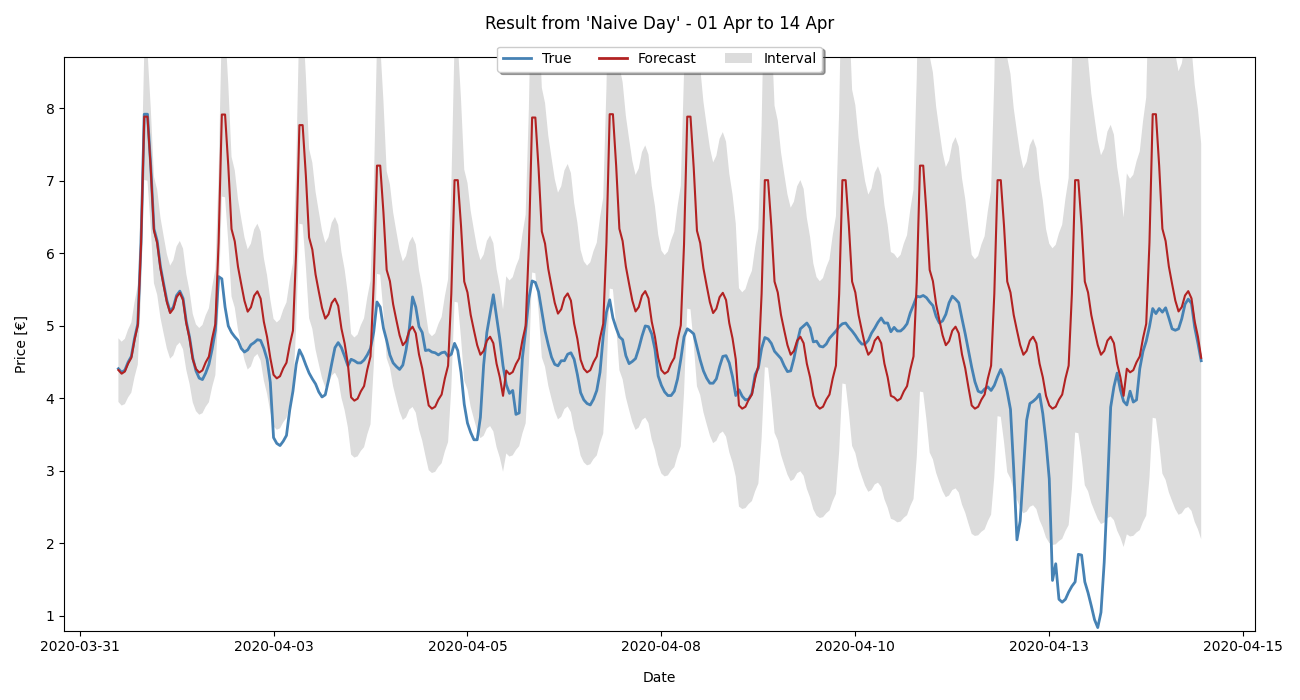 Result from 'Naive Day' - 01 Apr to 14 Apr
True Forecast Interval
Price [€]
8
7
6
5
4
3
2
1
2020-03-31 2020-04-03 2020-04-05 2020-04-08 2020-04-10 2020-04-13 2020-04-15
Date